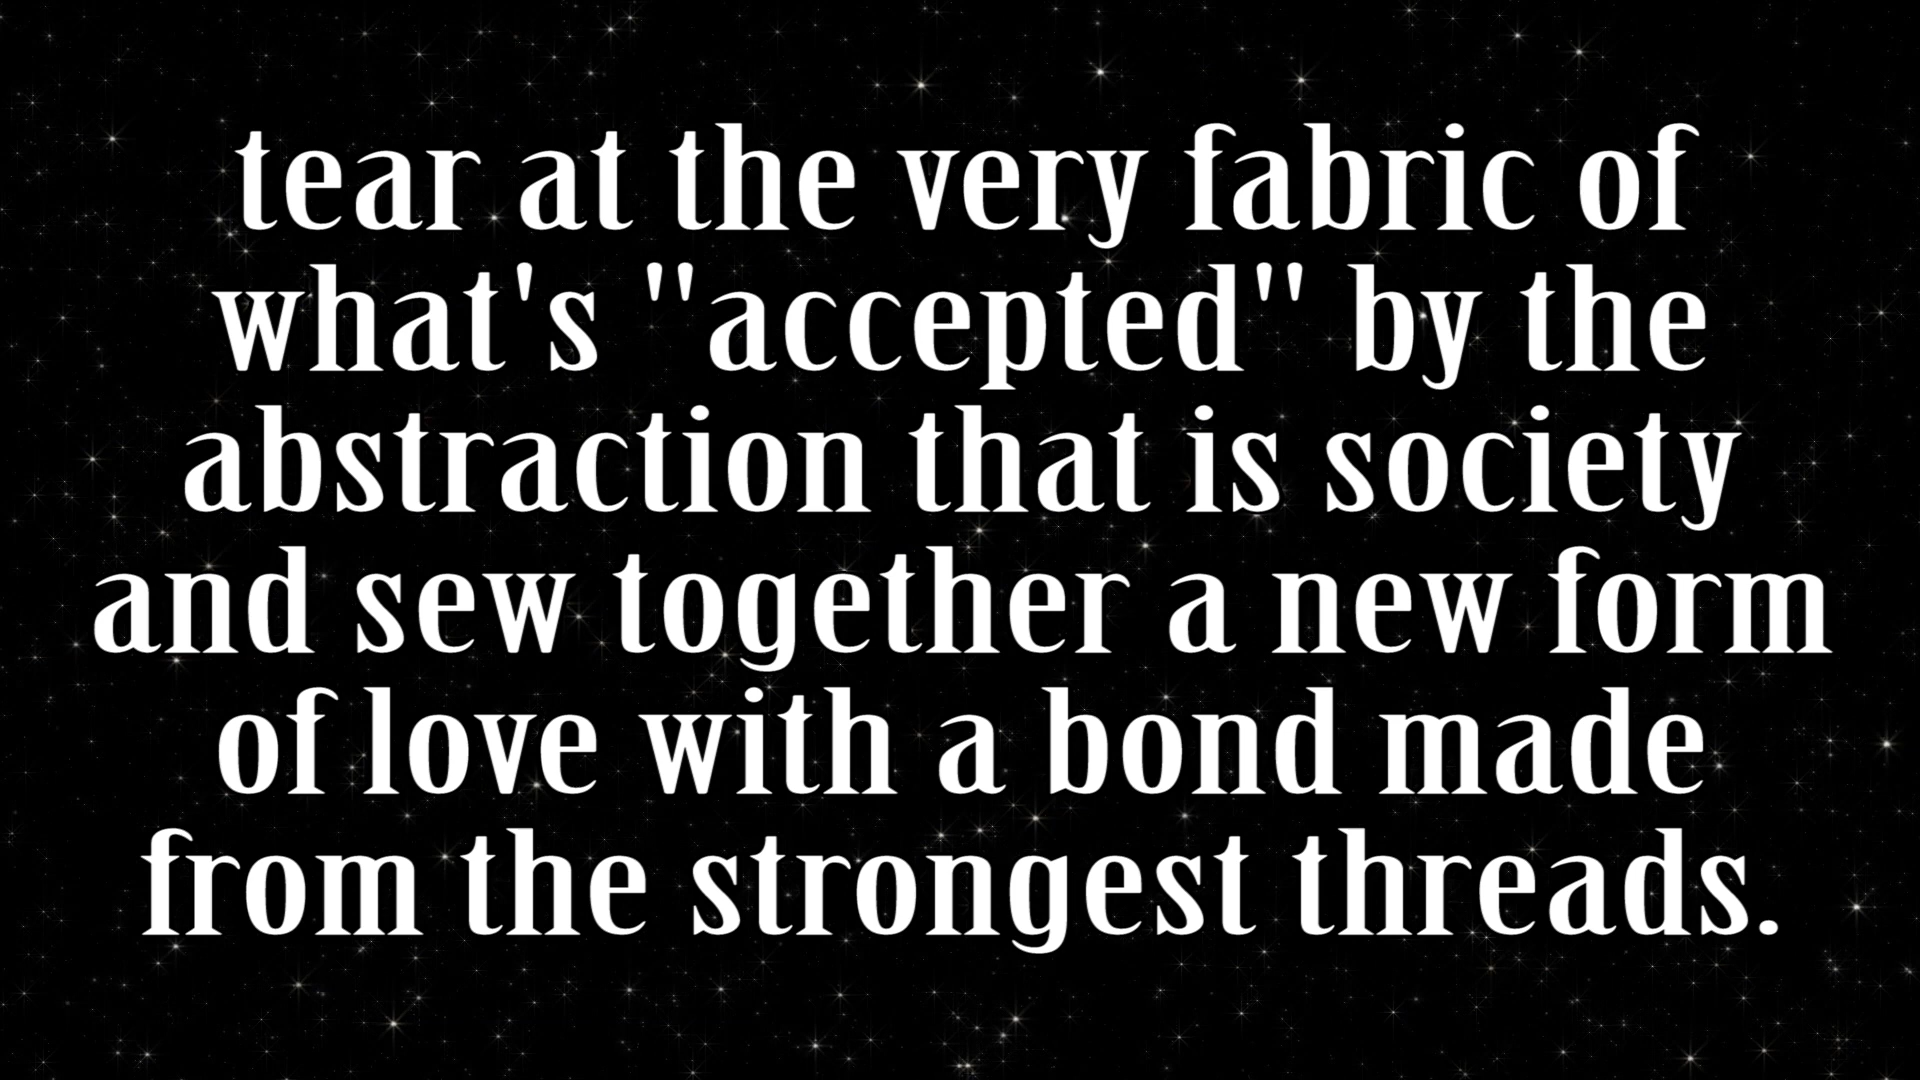 tear at the very fabric of
what's "accepted" by the
abstraction that is society
and sew together a new form
of love with a bond made
from the strongest threads.